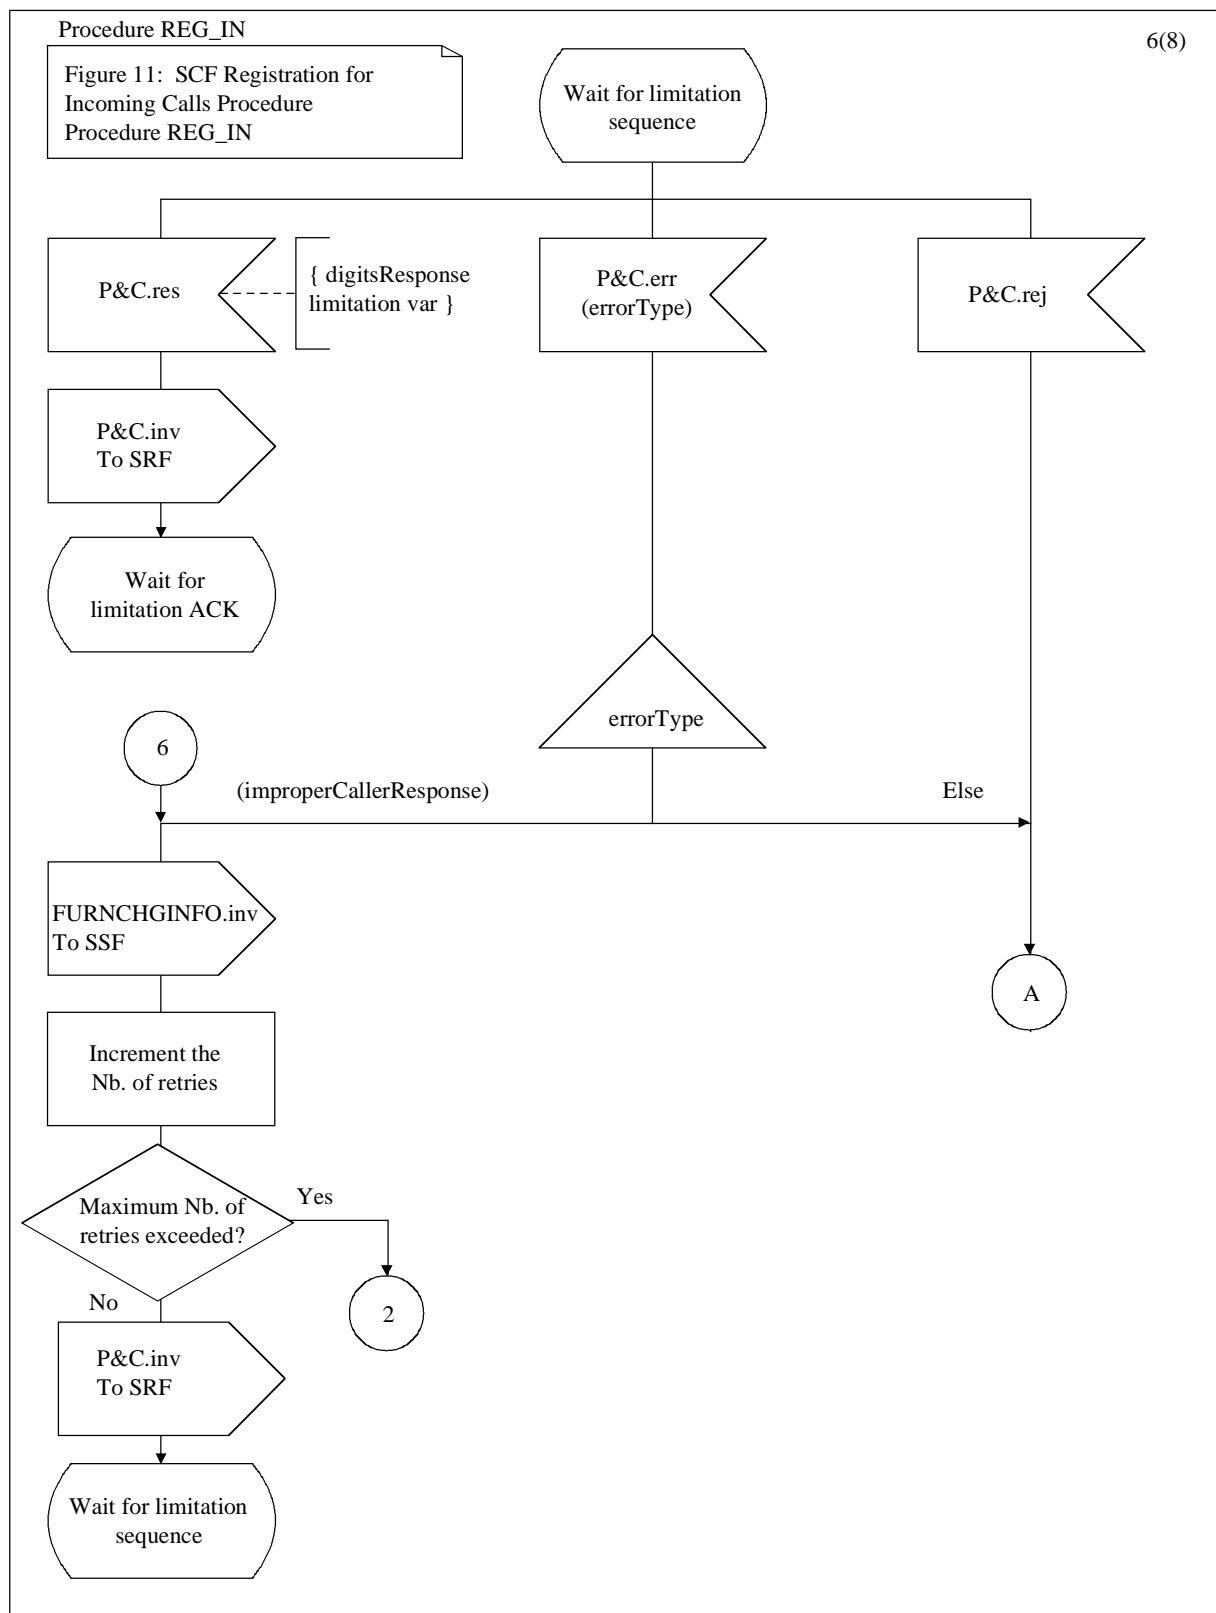 Procedure REG_IN
6(8)
Figure 11:  SCF Registration for
Incoming Calls Procedure
Procedure REG_IN
Wait for limitation
sequence
P&C.res
{ digitsResponse
limitation var }
P&C.err
(errorType)
P&C.rej
P&C.inv
To SRF
Wait for
limitation ACK
errorType
6
(improperCallerResponse)
Else
FURNCHGINFO.inv
To SSF
A
Increment the
Nb. of retries
Maximum Nb. of
retries exceeded?
Yes
No
2
P&C.inv
To SRF
Wait for limitation
sequence